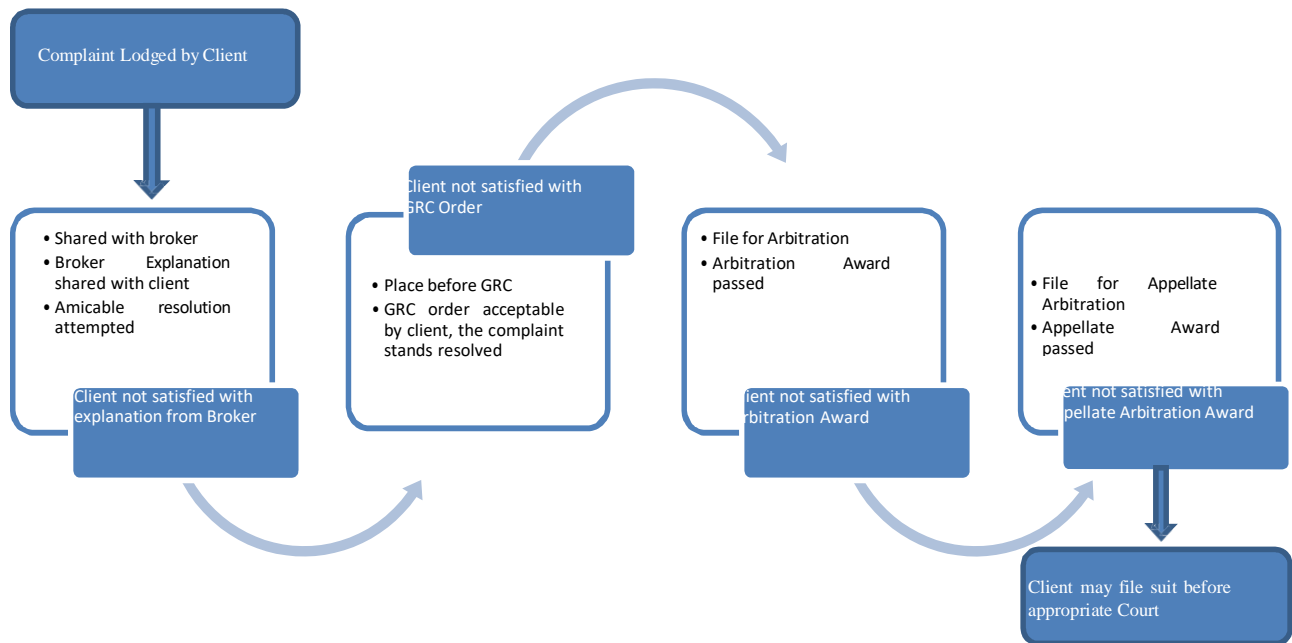 Complaint Lodged by Client
• Shared with broker
• Broker Explanation
shared with client
• Amicable resolution
attempted
Client not satisfied with
explanation from Broker
Client not satisfied with
GRC Order
• Place before GRC
• GRC order acceptable
by client, the complaint
stands resolved
• File for Arbitration
• Arbitration Award
passed
lient not satisfied with
rbitration Award
• File for Appellate
Arbitration
• Appellate Award
passed
ent not satisfied with
pellate Arbitration Award
Client may file suit before
appropriate Court